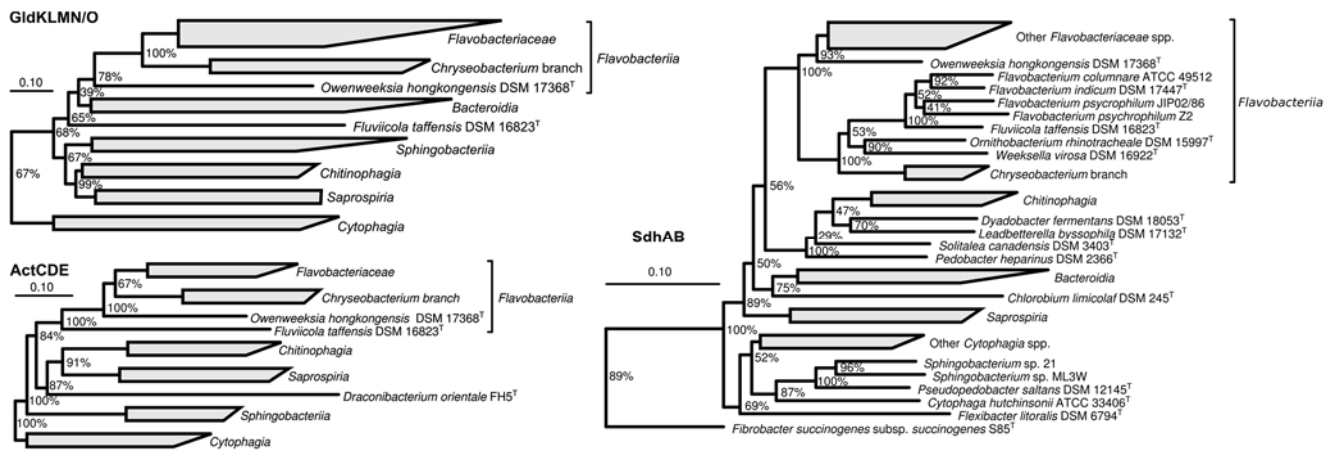 GldKLMN/O
Flavobacteriaceae
100%
Flavobacteriia
Chryseobacterium branch
78%
0.10
Owenweeksia hongkongensis DSM 17368T
39%
Bacteroidia
65%
Fluviicola taffensis DSM 16823T
68%
Sphingobacteriia
67%
Chitinophagia
67%
99%
Saprospiria
Cytophagia
ActCDE
Flavobacteriaceae
67%
0.10
Chryseobacterium branch
Flavobacteriia
100%
Owenweeksia hongkongensis DSM 17368T
100%
Fluviicola taffensis DSM 16823T
84%
Chitinophagia
91%
Saprospiria
87%
Draconibacterium orientale FH5T
100%
Sphingobacteriia
100%
Cytophagia
SdhAB
0.10
Other Flavobacteriaceae spp.
93%
Owenweeksia hongkongensis DSM 17368T
100%
Flavobacterium columnare ATCC 49512
92%
Flavobacterium indicum DSM 17447T
52%
Flavobacterium psycrophilum JIP02/86
41%
Flavobacteriia
Flavobacterium psychrophilum Z2
100%
Fluviicola taffensis DSM 16823T
53%
Ornithobacterium rhinotracheale DSM 15997T
90%
Weeksella virosa DSM 16922T
100%
Chryseobacterium branch
56%
Chitinophagia
47%
Dyadobacter fermentans DSM 18053T
70%
Leadbetterella byssophila DSM 17132T
29%
Solitalea canadensis DSM 3403T
100%
Pedobacter heparinus DSM 2366T
50%
Bacteroidia
75%
Chlorobium limicolaf DSM 245T
89%
Saprospiria
100%
Other Cytophagia spp.
52%
Sphingobacterium sp. 21
96%
Sphingobacterium sp. ML3W
89%
100%
Pseudopedobacter saltans DSM 12145T
87%
Cytophaga hutchinsonii ATCC 33406T
69%
Flexibacter litoralis DSM 6794T
Fibrobacter succinogenes subsp. succinogenes S85T